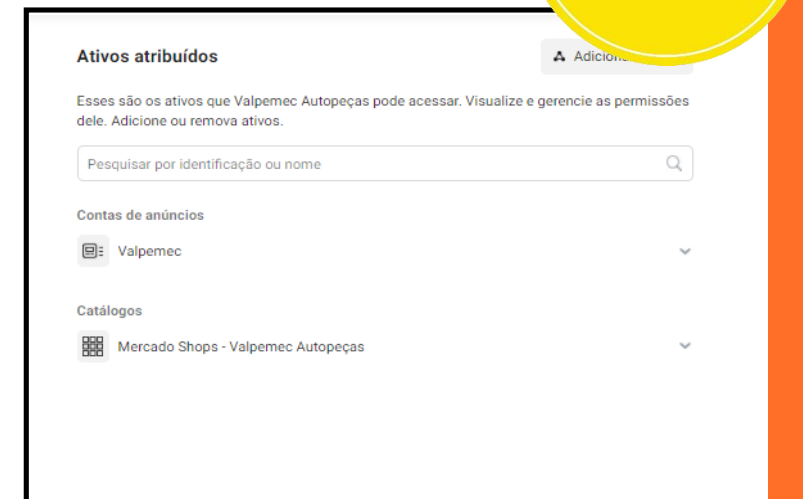 Ativos atribuídos
Esses são os ativos que Valpemec Autopeças pode acessar. Visualize e gerencie as permissões
dele. Adicione ou remova ativos.
Pesquisar por identificação ou nome
Contas de anúncios
Valpemec
Catálogos
Mercado Shops - Valpemec Autopeças